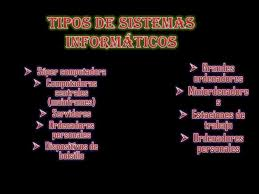 TIPOS DE SISTEMAS
INFORMÁTICOS
Súper computador:
Computadoras
centrales
(mainframes)
Servidores
Ordenadores
personales
Dispositivos de
bolsillo
Grandes
ordenadores
Miniordenadore
s
Estaciones de
trabajo
Ordenadores
personales